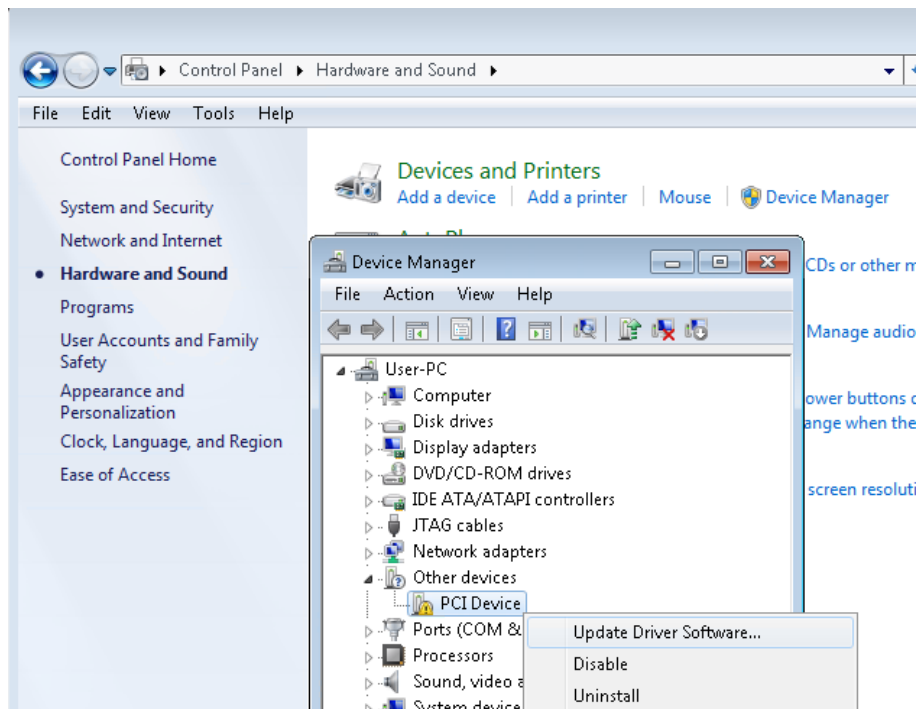 Control Panel Hardware and Sound
File Edit View Tools Help
Control Panel Home
System and Security
Network and Internet
Hardware and Sound
Programs
User Accounts and Family
Safety
Appearance and
Personalization
Clock, Language, and Region
Ease of Access
Devices and Printers
Add a device Add a printer Mouse Device Manager
CDs or other
Manage audio
ower buttons
ange when the
screen
Device Manager
File Action View Help
User-PC
Computer
Disk drives
Display adapters
DVD/CD-ROM drives
IDE ATA/ATAPI controllers
JTAG cables
Network adapters
Other devices
PCI Device
Ports (COM &
Processors
Sound, video
System device
Update Driver Software...
Disable
Uninstall